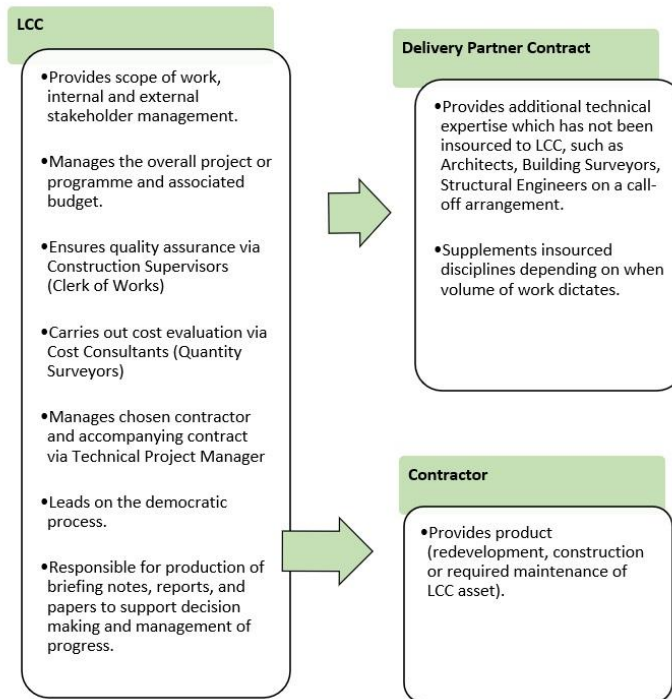 LCC
•Provides scope of work,
internal and external
stakeholder management.
•Manages the overall project or
programme and associated
budget.
•Ensures quality assurance via
Construction Supervisors
(Clerk of Works)
•Carries out cost evaluation via
Cost Consultants (Quantity
Surveyors)
•Manages chosen contractor
and accompanying contract
via Technical Project Manager
•Leads on the democratic
process.
•Responsible for production of
briefing notes, reports, and
papers to support decision
making and management of
progress.
Delivery Partner Contract
•Provides additional technical
expertise which has not been
insourced to LCC, such as
Architects, Building Surveyors,
Structural Engineers on a call-
off arrangement.
•Supplements insourced
disciplines depending on when
volume of work dictates.
Contractor
•Provides product
(redevelopment, construction
or required maintenance of
LCC asset).